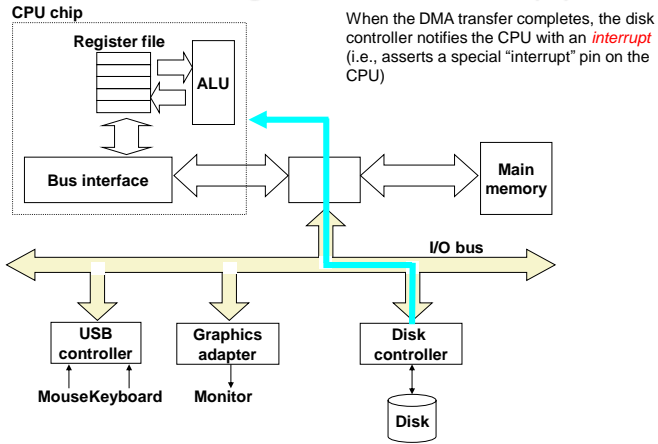 CPU chip
When the DMA transfer completes, the disk
controller notifies the CPU with an interrupt
(i.e., asserts a special “interrupt” pin on the
CPU)
Register file
ALU
Bus interface
Main
memory
I/O bus
USB
controller
Graphics
adapter
Disk
controller
MouseKeyboard
Monitor
Disk